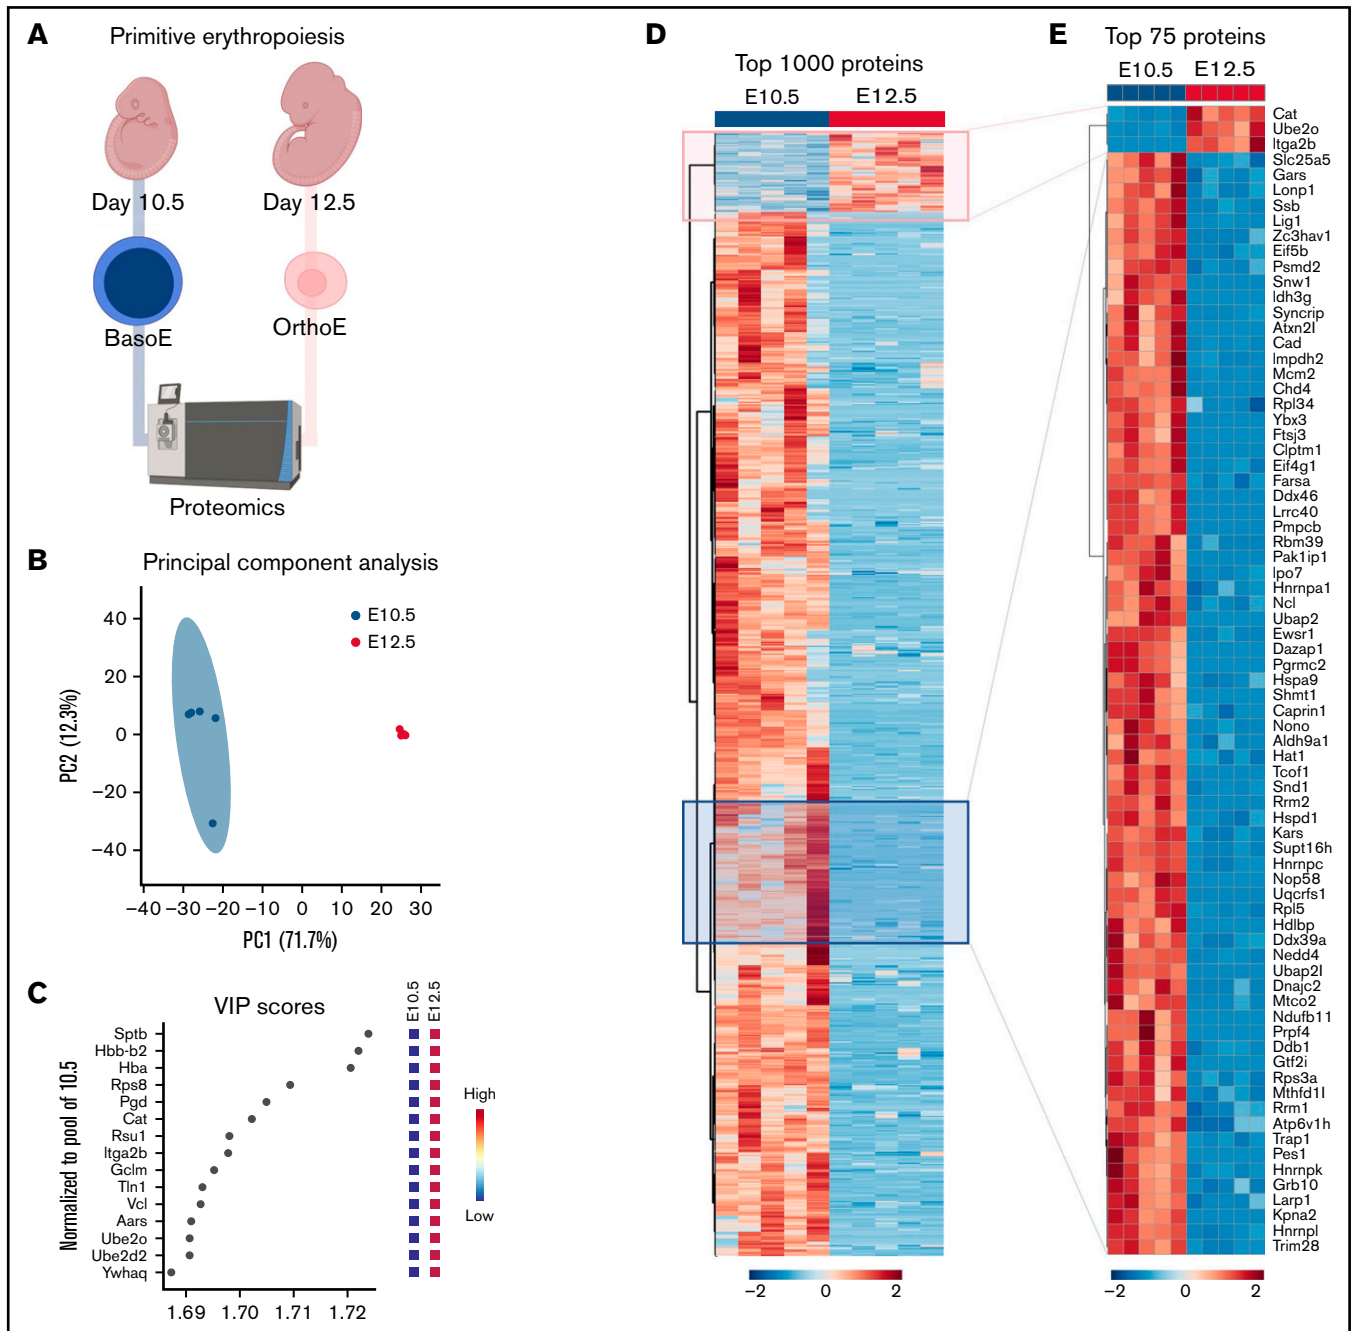 A
Primitive erythropoiesis
Day 10.5
Day 12.5
BasoE
OrthoE
Proteomics
B
Principal component analysis
E10.5
E12.5
40
20
0
−20
−40
PC2 (12.3%)
−40 −30 −20 −10 0 10 20 30
PC1 (71.7%)
C
VIP scores
E10.5
E12.5
Normalized to pool of 10.5
Sptb
Hbb-b2
Hba
Rps8
Pgd
Cat
Rsu1
Itga2b
Gclm
Tln1
Vcl
Aars
Ube2o
Ube2d2
Ywhaq
1.69 1.70 1.71 1.72
High
Low
D
Top 1000 proteins
E10.5 E12.5
−2 0 2
E
Top 75 proteins
E10.5 E12.5
Cat
Ube2o
Itga2b
Slc25a5
Gars
Lonp1
Ssb
Lig1
Zc3hav1
Eif5b
Psmd2
Snw1
Idh3g
Syncrip
Atxn2l
Cad
Impdh2
Mcm2
Chd4
Rpl34
Ybx3
Ftsj3
Clptm1
Eif4g1
Farsa
Ddx46
Lrrc40
Pmpcb
Rbm39
Pak1ip1
Ipo7
Hnrnpa1
Ncl
Ubap2
Ewsr1
Dazap1
Pgrmc2
Hspa9
Shmt1
Caprin1
Nono
Aldh9a1
Hat1
Tcof1
Snd1
Rrm2
Hspd1
Kars
Supt16h
Hnrnpc
Nop58
Uqcrfs1
Rpl5
Hdlbp
Ddx39a
Nedd4
Ubap2l
Dnajc2
Mtco2
Ndufb11
Prpf4
Ddb1
Gtf2i
Rps3a
Mthfd1l
Rrm1
Atp6v1h
Trap1
Pes1
Hnrnpk
Grb10
Larp1
Kpna2
Hnrnpl
Trim28
−2 0 2